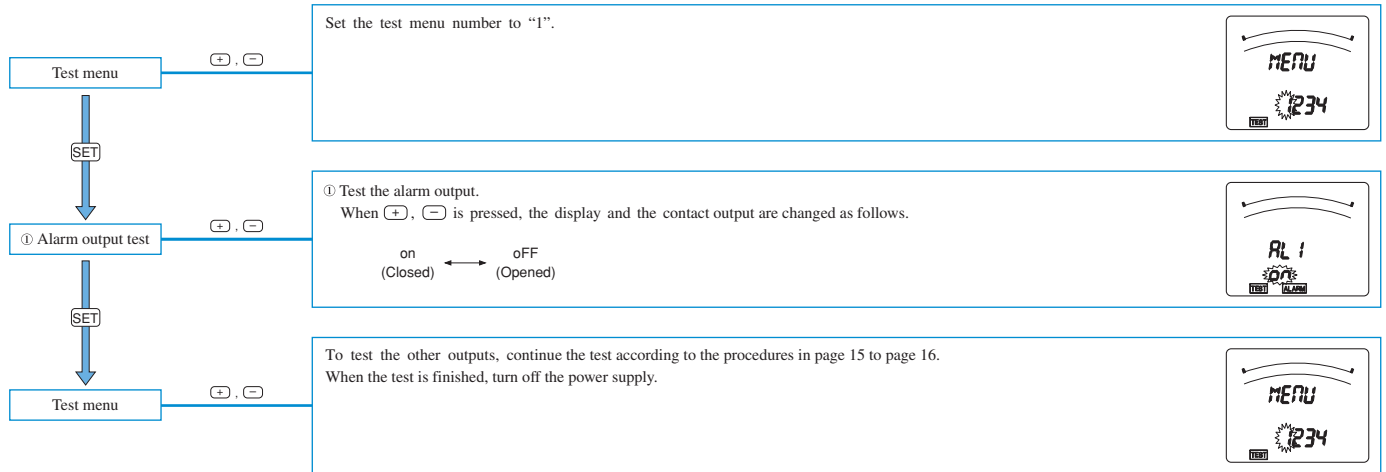 Set the test menu number to “1”.
Test menu
+ , −
MENU
1234
TEST
SET
① Test the alarm output.
When + , − is pressed, the display and the contact output are changed as follows.
① Alarm output test
+ , −
on oFF
(Closed) (Opened)
AL 1
on
TEST ALARM
SET
To test the other outputs, continue the test according to the procedures in page 15 to page 16.
When the test is finished, turn off the power supply.
Test menu
+ , −
MENU
1234
TEST